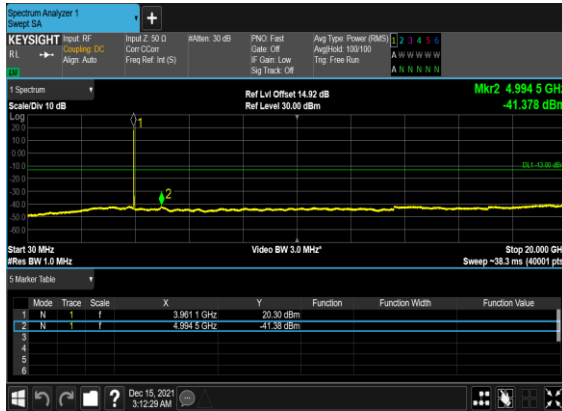 Spectrum Analyzer 1
Swept SA
+
KEYSIGHT Input: RF Input Z: 50 Ω #Atten: 30 dB PNO: Fast Avg Type: Power (RMS) 1 2 3 4 5 6
RL Coupling: DC Corr CCorr Gate: Off Avg|Hold: 100/100 A W W W W W
Align: Auto Freq Ref: Int (S) IF Gain: Low Trig: Free Run
Sig Track: Off A N N N N N
1 Spectrum
Ref Lvl Offset 14.92 dB Mkr2 4.994 5 GHz
Scale/Div 10 dB Ref Level 30.00 dBm -41.378 dBm
Log
20.0
10.0
0.00
-10.0
-20.0
-30.0
-40.0
-50.0
-60.0
1
2
DL1 -13.00 dBm
Start 30 MHz Video BW 3.0 MHz* Stop 20.000 GHz
#Res BW 1.0 MHz Sweep ~38.3 ms (40001 pts)
5 Marker Table
Mode Trace Scale X Y Function Function Width Function Value
1 N 1 f 3.961 1 GHz 20.30 dBm
2 N 1 f 4.994 5 GHz -41.38 dBm
3
4
5
6
? Dec 15, 2021
3:12:29 AM